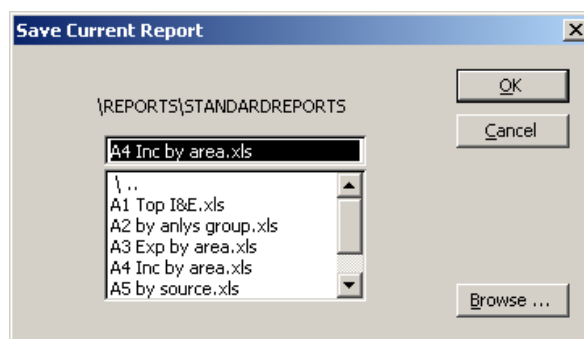 Save Current Report
\REPORTS\STANDARDREPORTS
OK
A4 Inc by area.xls
Cancel
\ ..
A1 Top I&E.xls
A2 by anlys group.xls
A3 Exp by area.xls
A4 Inc by area.xls
A5 by source.xls
Browse ...